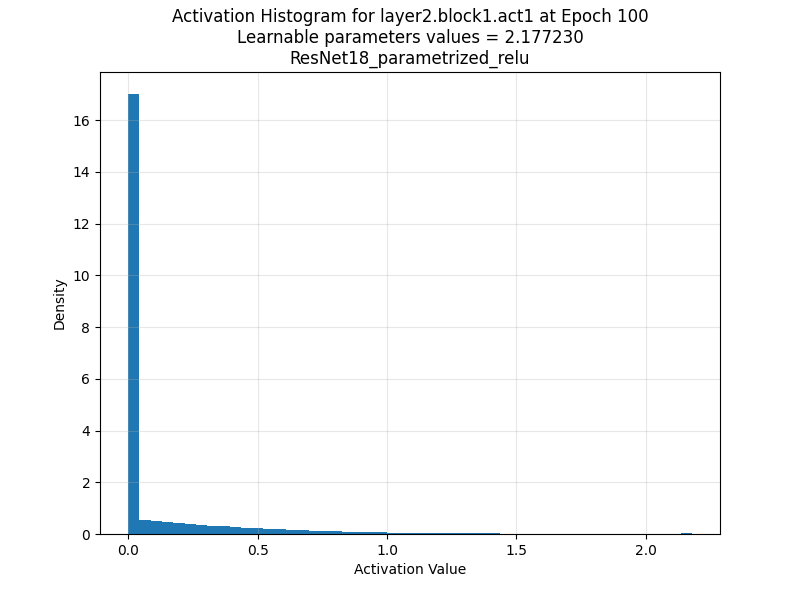 Activation Histogram for layer2.block1.act1 at Epoch 100
Learnable parameters values = 2.177230
ResNet18_parametrized_relu
16
14
12
10
8
6
4
2
0
Density
0.0 0.5 1.0 1.5 2.0
Activation Value